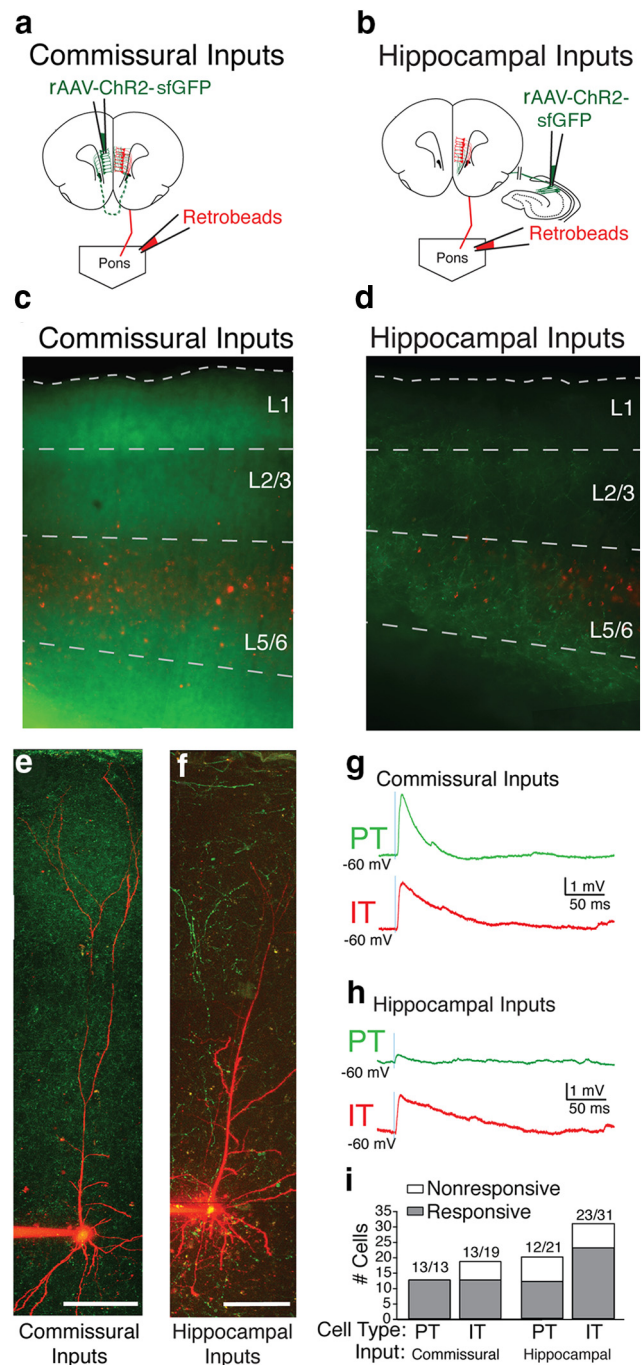 a
Commissural Inputs
rAAV-ChR2-sfGFP
Retrobeads
Pons
b
Hippocampal Inputs
rAAV-ChR2-
sfGFP
Retrobeads
Pons
c
Commissural Inputs
L1
L2/3
L5/6
d
Hippocampal Inputs
L1
L2/3
L5/6
e
Commissural
Inputs
f
Hippocampal
Inputs
g
Commissural Inputs
PT
-60 mV
IT
-60 mV
1 mV
50 ms
h
Hippocampal Inputs
PT
-60 mV
IT
-60 mV
1 mV
50 ms
i
Nonresponsive
Responsive
# Cells
35
30
25
20
15
10
5
0
13/13
13/19
12/21
23/31
Cell Type: PT IT PT IT
Input: Commissural Hippocampal